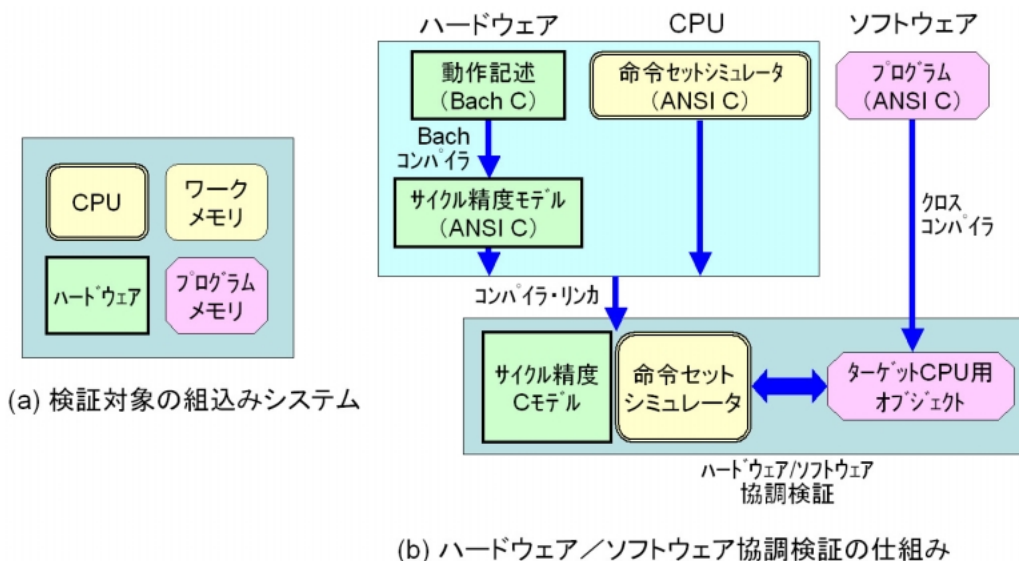 CPU
ワーク
メモリ
ハードウェア
プログラム
メモリ
(a) 検証対象の組込みシステム
ハードウェア
CPU
ソフトウェア
動作記述
(Bach C)
命令セットシミュレータ
(ANSI C)
プログラム
(ANSI C)
Bach
コンパイラ
サイクル精度モデル
(ANSI C)
クロス
コンパイラ
コンパイラ・リンカ
サイクル精度
Cモデル
命令セット
シミュレータ
ターゲットCPU用
オブジェクト
ハードウェア/ソフトウェア
協調検証
(b) ハードウェア／ソフトウェア協調検証の仕組み